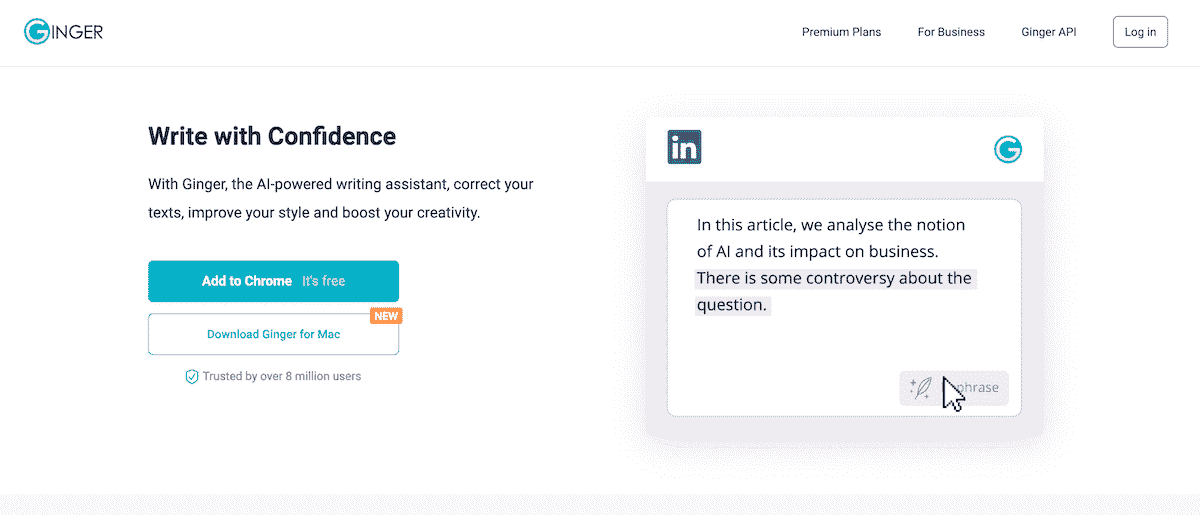 GINGER
Premium Plans
For Business
Ginger API
Log in
Write with Confidence
With Ginger, the AI-powered writing assistant, correct your
texts, improve your style and boost your creativity.
Add to Chrome It's free
NEW
Download Ginger for Mac
Trusted by over 8 million users
in
G
In this article, we analyse the notion
of AI and its impact on business.
There is some controversy about the
question.